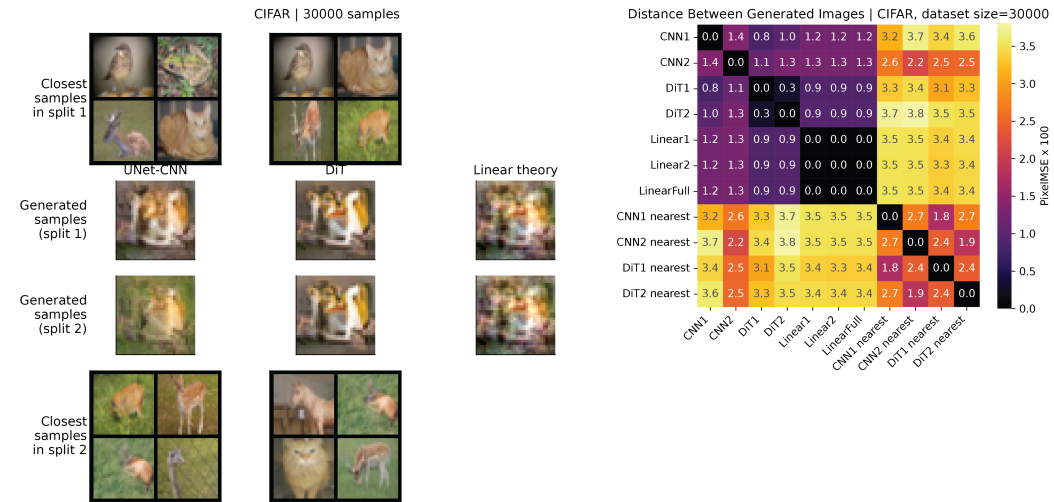 CIFAR | 30000 samples
Closest
samples
in split 1
UNet-CNN
DiT
Linear theory
Generated
samples
(split 1)
Generated
samples
(split 2)
Closest
samples
in split 2
Distance Between Generated Images | CIFAR, dataset size=30000
CNN1 0.0 1.4 0.8 1.0 1.2 1.2 1.2 3.2 3.7 3.4 3.6
CNN2 1.4 0.0 1.1 1.3 1.3 1.3 1.3 2.6 2.2 2.5 2.5
DiT1 0.8 1.1 0.0 0.3 0.9 0.9 0.9 3.3 3.4 3.1 3.3
DiT2 1.0 1.3 0.3 0.0 0.9 0.9 0.9 3.7 3.8 3.5 3.5
Linear1 1.2 1.3 0.9 0.9 0.0 0.0 0.0 3.5 3.5 3.4 3.4
Linear2 1.2 1.3 0.9 0.9 0.0 0.0 0.0 3.5 3.5 3.3 3.4
LinearFull 1.2 1.3 0.9 0.9 0.0 0.0 0.0 3.5 3.5 3.4 3.4
CNN1 nearest 3.2 2.6 3.3 3.7 3.5 3.5 3.5 0.0 2.7 1.8 2.7
CNN2 nearest 3.7 2.2 3.4 3.8 3.5 3.5 3.5 2.7 0.0 2.4 1.9
DiT1 nearest 3.4 2.5 3.1 3.5 3.4 3.3 3.4 1.8 2.4 0.0 2.4
DiT2 nearest 3.6 2.5 3.3 3.5 3.4 3.4 3.4 2.7 1.9 2.4 0.0
CNN1
CNN2
DiT1
DiT2
Linear1
Linear2
LinearFull
CNN1 nearest
CNN2 nearest
DiT1 nearest
DiT2 nearest
3.5
3.0
2.5
2.0
1.5
1.0
0.5
0.0
PixelMSE x 100